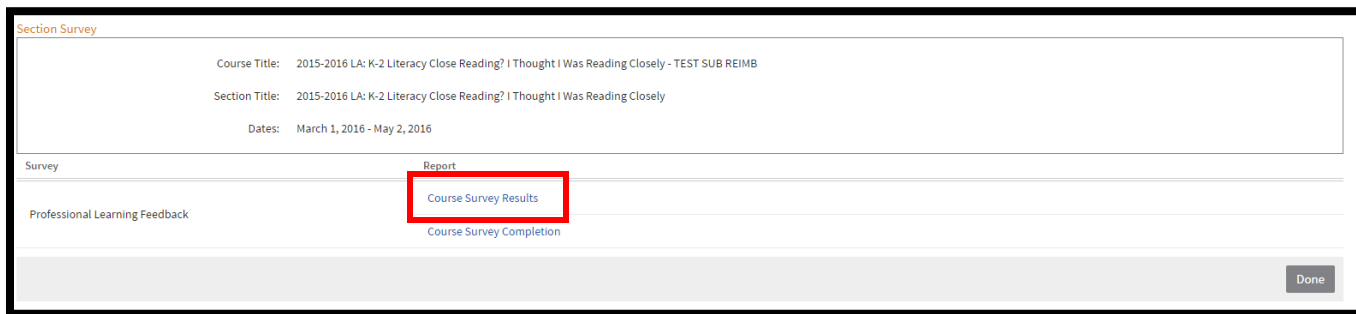 Section Survey
Course Title: 2015-2016 LA: K-2 Literacy Close Reading? I Thought I Was Reading Closely - TEST SUB REIMB
Section Title: 2015-2016 LA: K-2 Literacy Close Reading? I Thought I Was Reading Closely
Dates: March 1, 2016 - May 2, 2016
Survey Report
Course Survey Results
Professional Learning Feedback
Course Survey Completion
Done